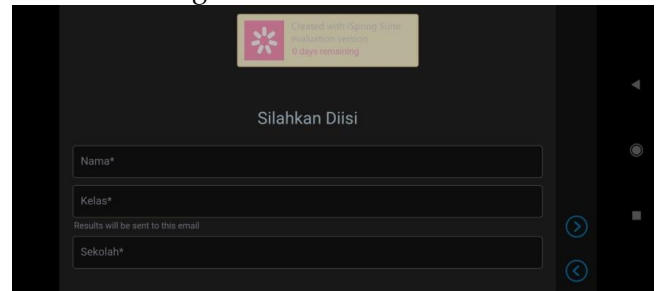 Created with iSpring Suite
evaluation version
0 days remaining
Silahkan Diisi
Nama*
Kelas*
Results will be sent to this email
Sekolah*